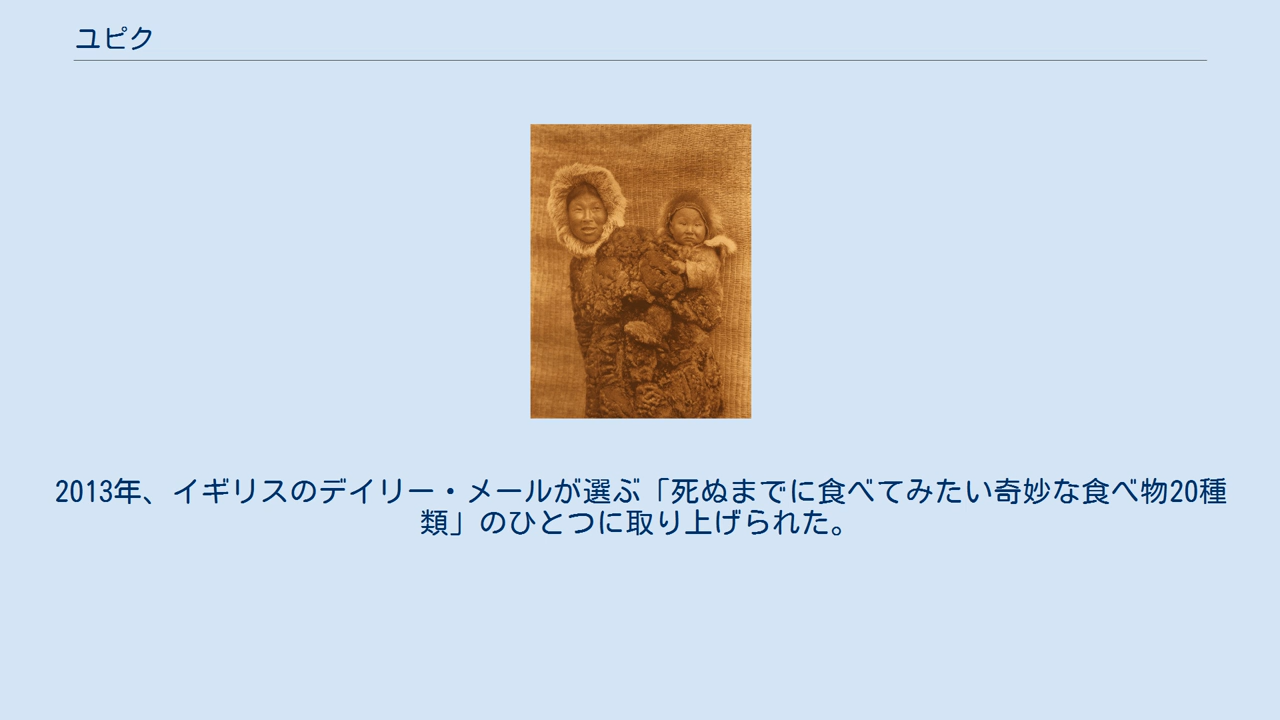 ユピク
2013年、イギリスのデイリー・メールが選ぶ「死ぬまでに食べてみたい奇妙な食べ物20種
類」のひとつに取り上げられた。